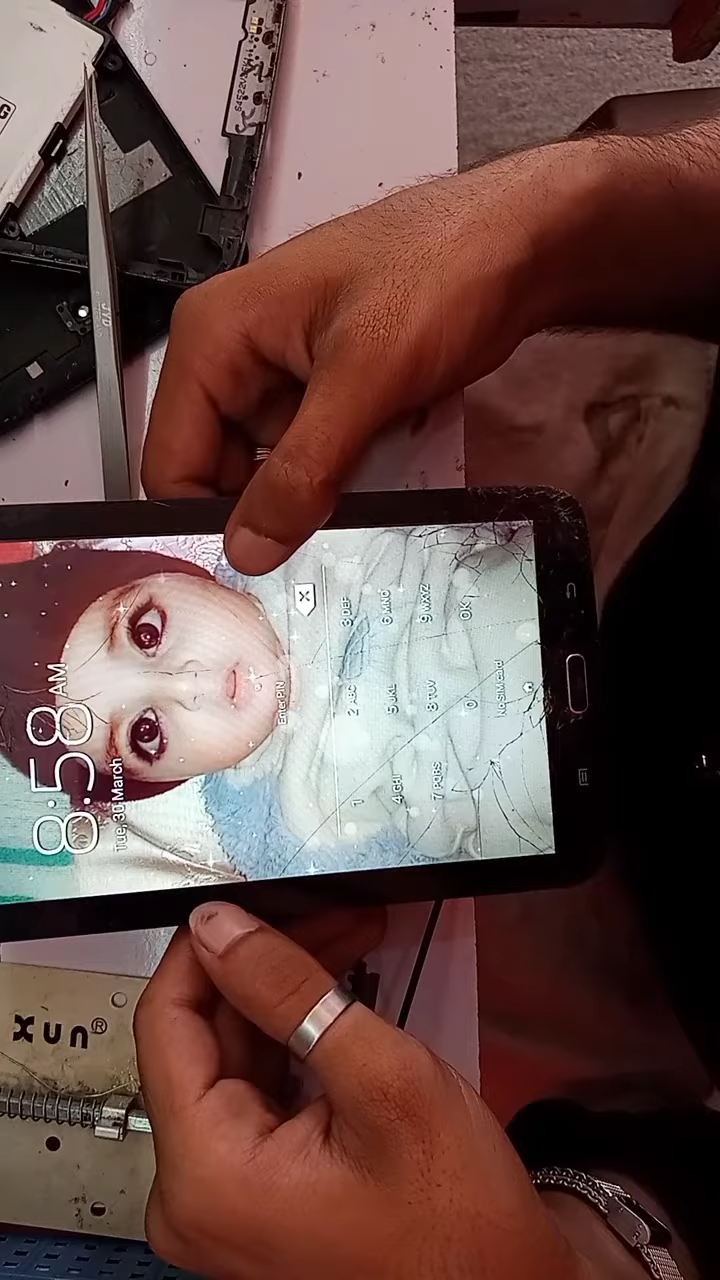 8:58 AM
Tue, 30 March
Enter PIN
1
2 ABC
3 DEF
4 GHI
5 JKL
6 MNO
7 PQRS
8 TUV
9 WXYZ
0
OK
No SIM card
XUN®
JYD
G